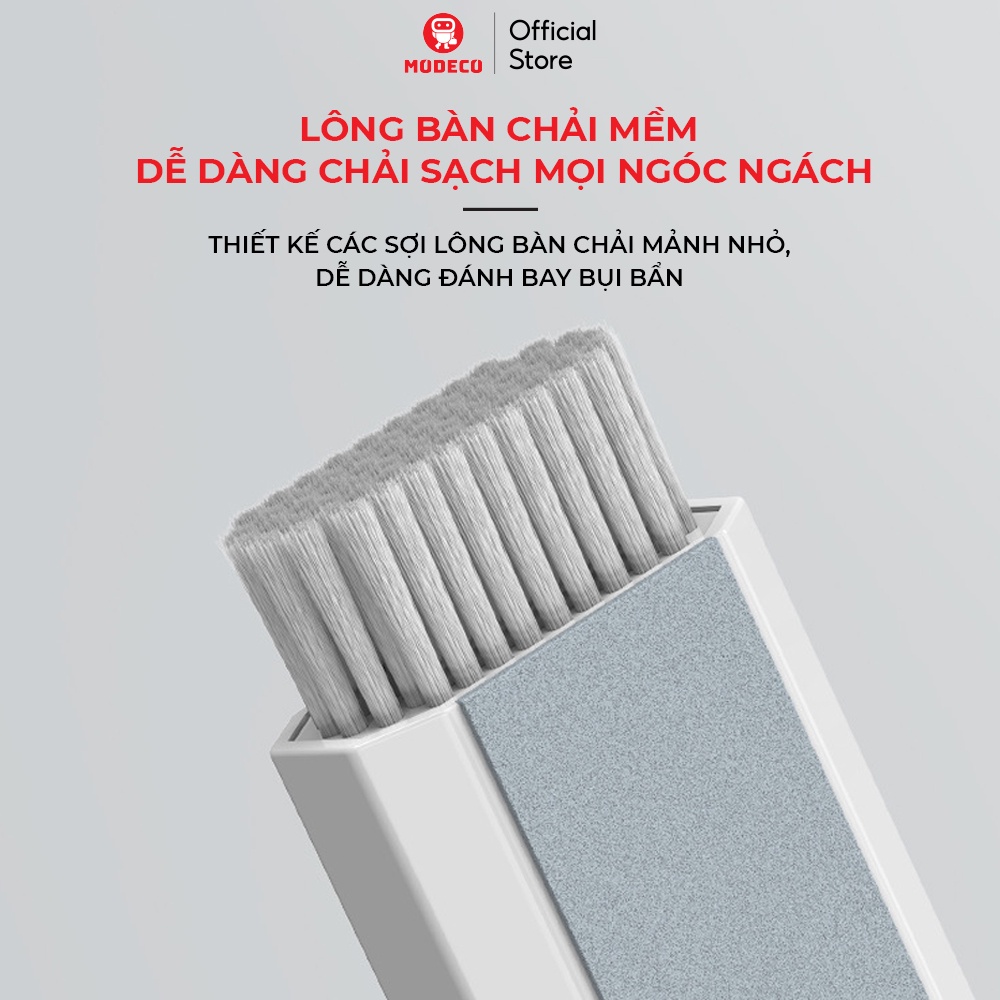 MODECO
Official
Store
LÔNG BÀN CHẢI MỀM
DỄ DÀNG CHẢI SẠCH MỌI NGÓC NGÁCH
THIẾT KẾ CÁC SỢI LÔNG BÀN CHẢI MẢNH NHỎ,
DỄ DÀNG ĐÁNH BAY BỤI BẨN